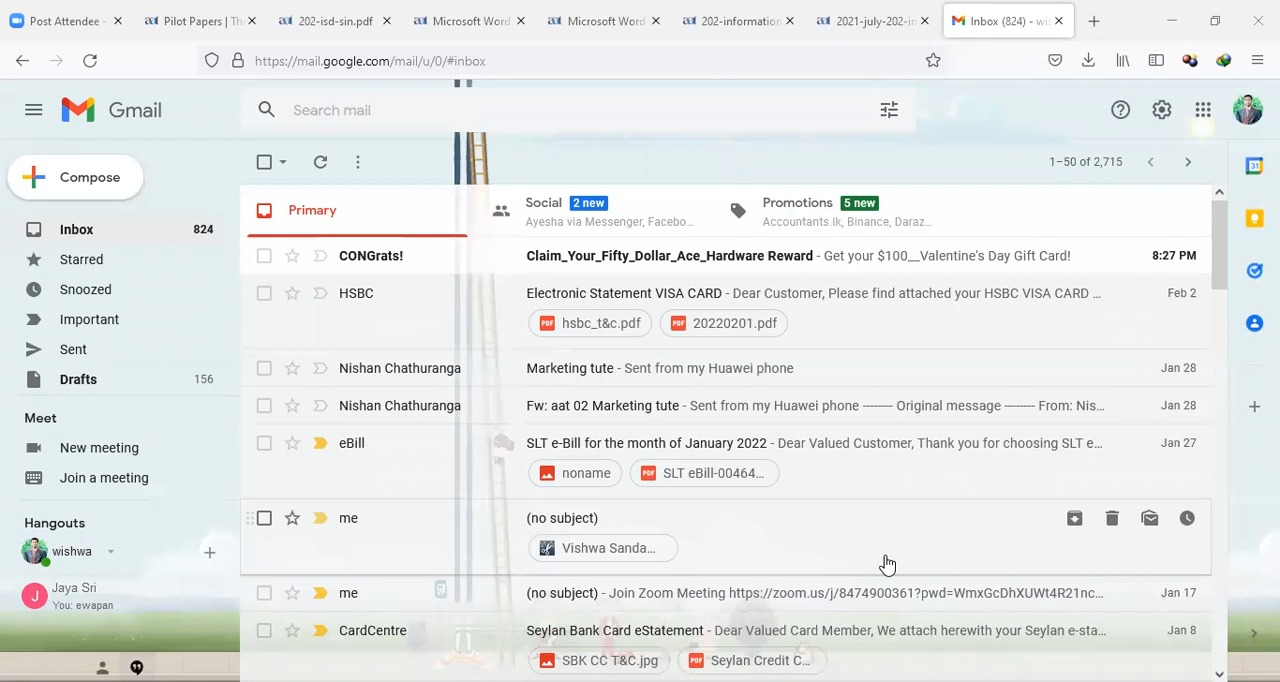 Post Attendee -
Pilot Papers | Th
202-isd-sin.pdf
Microsoft Word
Microsoft Word
202-information
2021-july-202-in
Inbox (824) - wis
https://mail.google.com/mail/u/0/#inbox
Gmail
Search mail
Compose
1–50 of 2,715
Inbox 824
Starred
Snoozed
Important
Sent
Drafts 156
Meet
New meeting
Join a meeting
Hangouts
wishwa
Jaya Sri
You: ewapan
Primary
Social 2 new
Ayesha via Messenger, Facebo...
Promotions 5 new
Accountants.lk, Binance, Daraz...
CONGrats! Claim_Your_Fifty_Dollar_Ace_Hardware Reward - Get your $100__Valentine's Day Gift Card! 8:27 PM
HSBC Electronic Statement VISA CARD - Dear Customer, Please find attached your HSBC VISA CARD ... Feb 2
PDF hsbc_t&c.pdf PDF 20220201.pdf
Nishan Chathuranga Marketing tute - Sent from my Huawei phone Jan 28
Nishan Chathuranga Fw: aat 02 Marketing tute - Sent from my Huawei phone -------- Original message -------- From: Nis... Jan 28
eBill SLT e-Bill for the month of January 2022 - Dear Valued Customer, Thank you for choosing SLT e... Jan 27
noname PDF SLT eBill-00464...
me (no subject)
Vishwa Sanda...
me (no subject) - Join Zoom Meeting https://zoom.us/j/8474900361?pwd=WmxGcDhXUWt4R21nc... Jan 17
CardCentre Seylan Bank Card eStatement - Dear Valued Card Member, We attach herewith your Seylan e-sta... Jan 8
SBK CC T&C.jpg PDF Seylan Credit C...
31
J